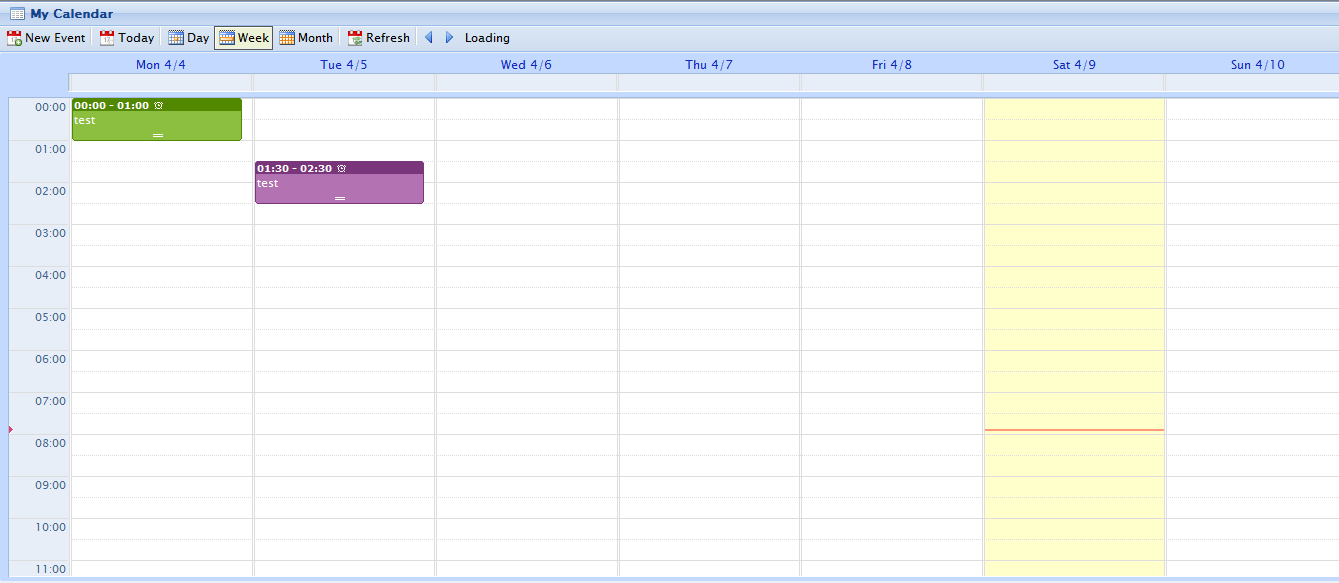 My Calendar
New Event Today Day Week Month Refresh Loading
Mon 4/4 Tue 4/5 Wed 4/6 Thu 4/7 Fri 4/8 Sat 4/9 Sun 4/10
00:00
00:00 - 01:00
test
01:00
01:30 - 02:30
test
02:00
03:00
04:00
05:00
06:00
07:00
08:00
09:00
10:00
11:00